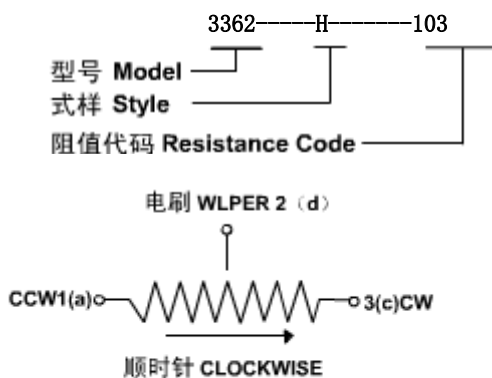 3362-----H-------103
型号 Model
式样 Style
阻值代码 Resistance Code
电刷 WLPER 2（d）
CCW1(a) 3(c)CW
顺时针 CLOCKWISE